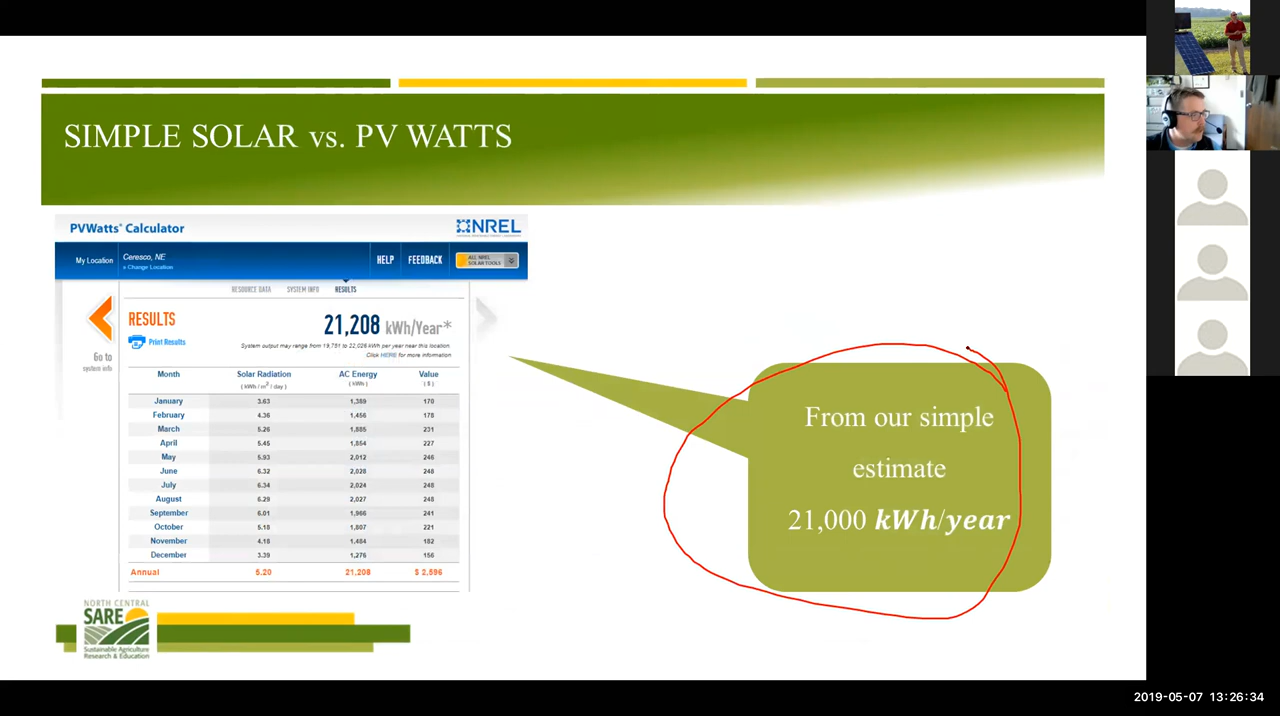 SIMPLE SOLAR vs. PV WATTS
PVWatts® Calculator
NREL
My Location
Ceresco, NE
» Change Location
HELP
FEEDBACK
ALL NREL
SOLAR TOOLS
RESOURCE DATA
SYSTEM INFO
RESULTS
Go to
system info
RESULTS
Print Results
21,208 kWh/Year*
System output may range from 19,751 to 22,026 kWh per year near this location
Click HERE for more information
Month Solar Radiation AC Energy Value
( kWh / m² / day ) ( kWh ) ( $ )
January 3.63 1,389 170
February 4.36 1,456 178
March 5.26 1,885 231
April 5.45 1,854 227
May 5.93 2,012 246
June 6.32 2,028 248
July 6.34 2,024 248
August 6.29 2,027 248
September 6.01 1,966 241
October 5.18 1,807 221
November 4.18 1,484 182
December 3.39 1,276 156
Annual 5.20 21,208 $ 2,596
From our simple
estimate
21,000 kWh/year
NORTH CENTRAL
SARE
Sustainable Agriculture
Research & Education
2019-05-07 13:26:34